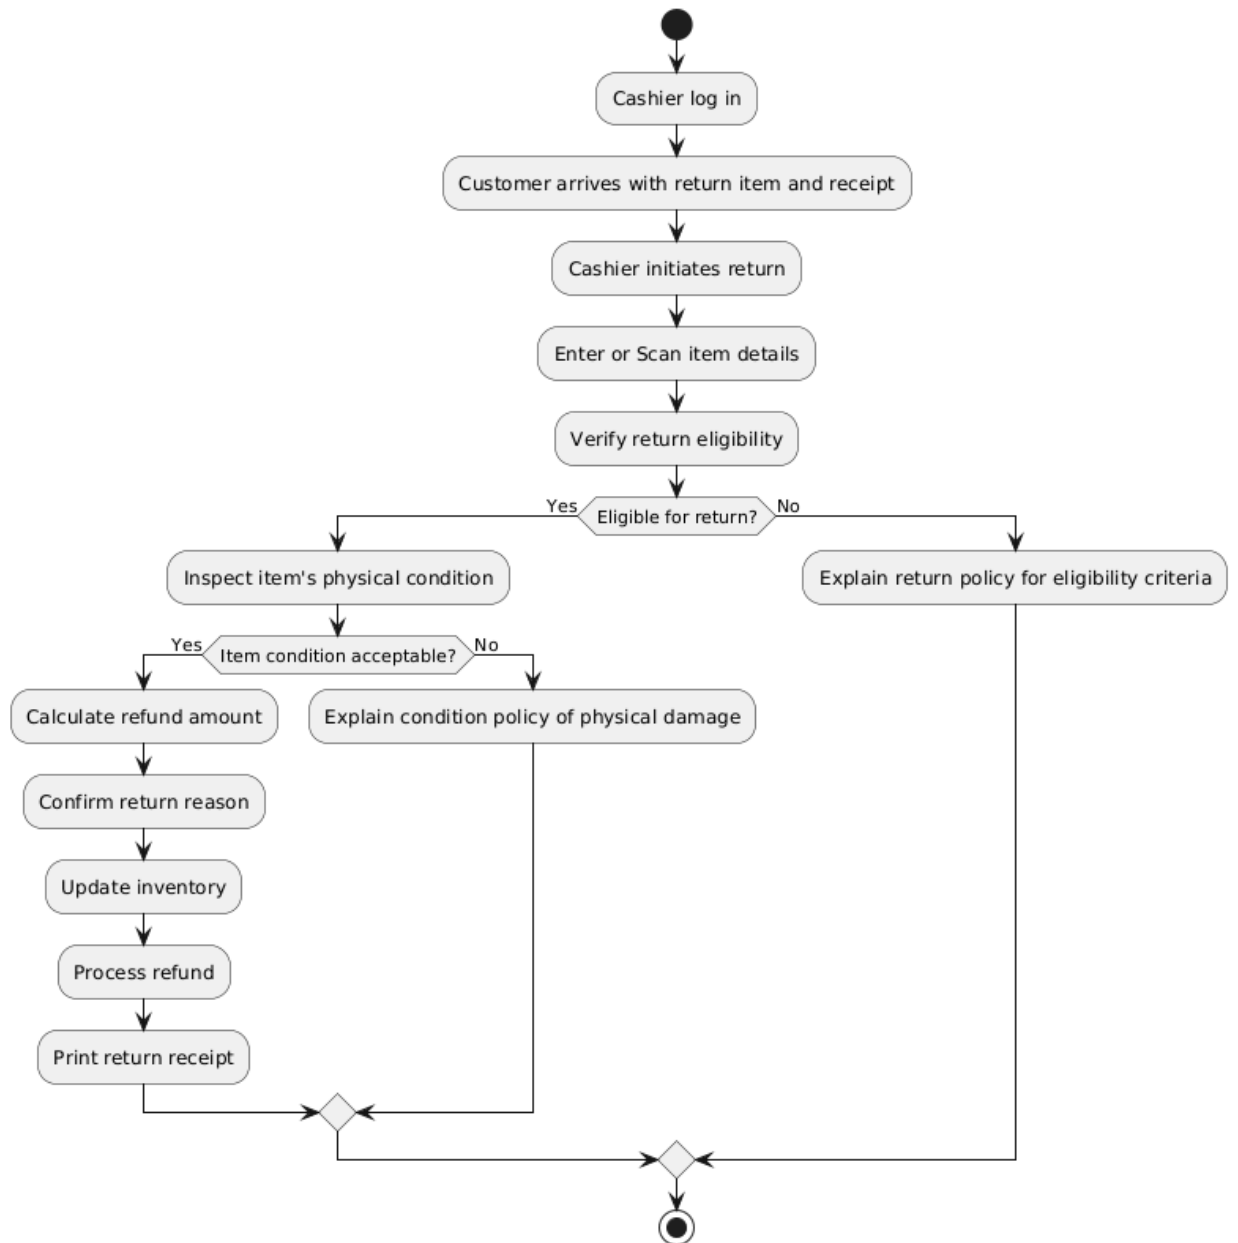 Cashier log in
Customer arrives with return item and receipt
Cashier initiates return
Enter or Scan item details
Verify return eligibility
Yes
Eligible for return?
No
Inspect item's physical condition
Explain return policy for eligibility criteria
Yes
Item condition acceptable?
No
Calculate refund amount
Explain condition policy of physical damage
Confirm return reason
Update inventory
Process refund
Print return receipt